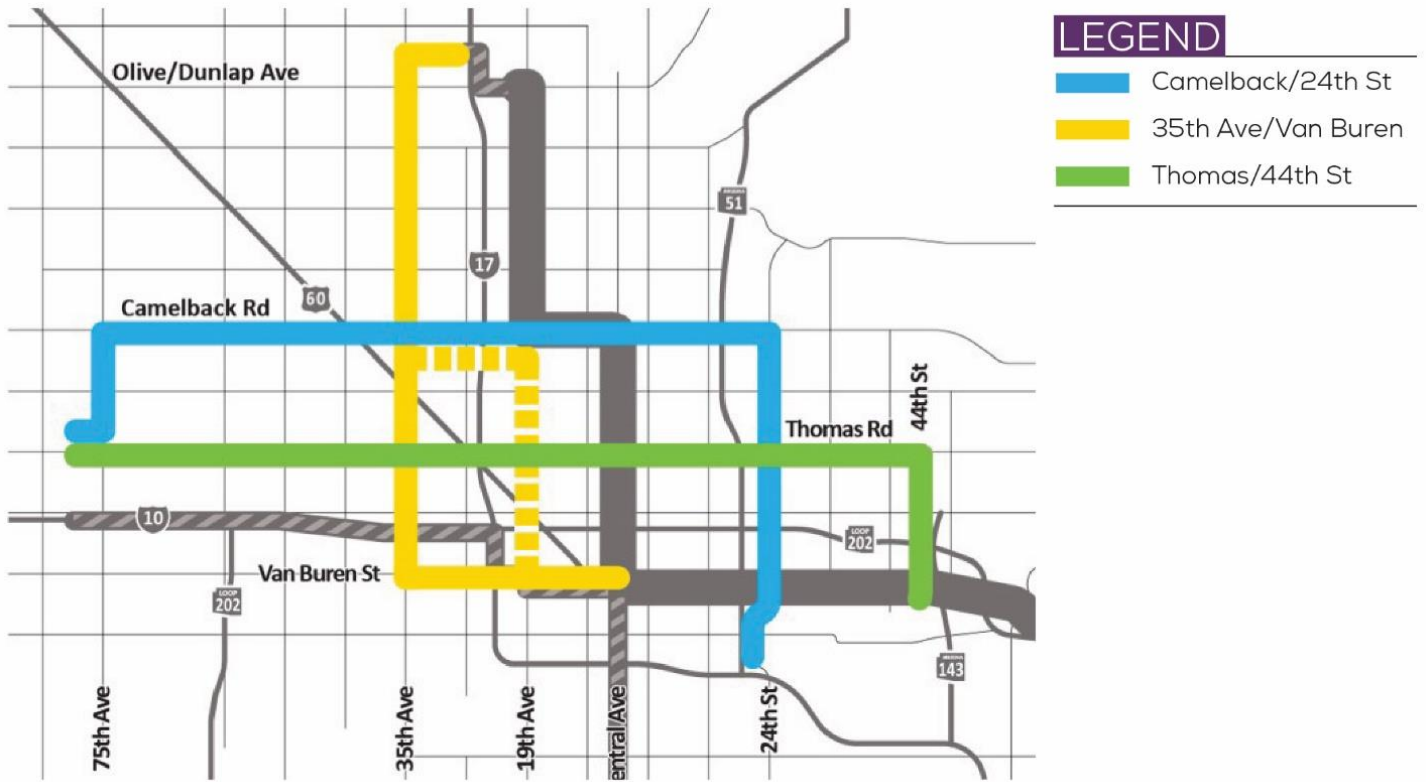 LEGEND
Camelback/24th St
35th Ave/Van Buren
Thomas/44th St
Olive/Dunlap Ave
51
17
60
Camelback Rd
44th St
Thomas Rd
10
LOOP
202
Van Buren St
LOOP
202
143
75th Ave
35th Ave
19th Ave
entral Ave
24th St